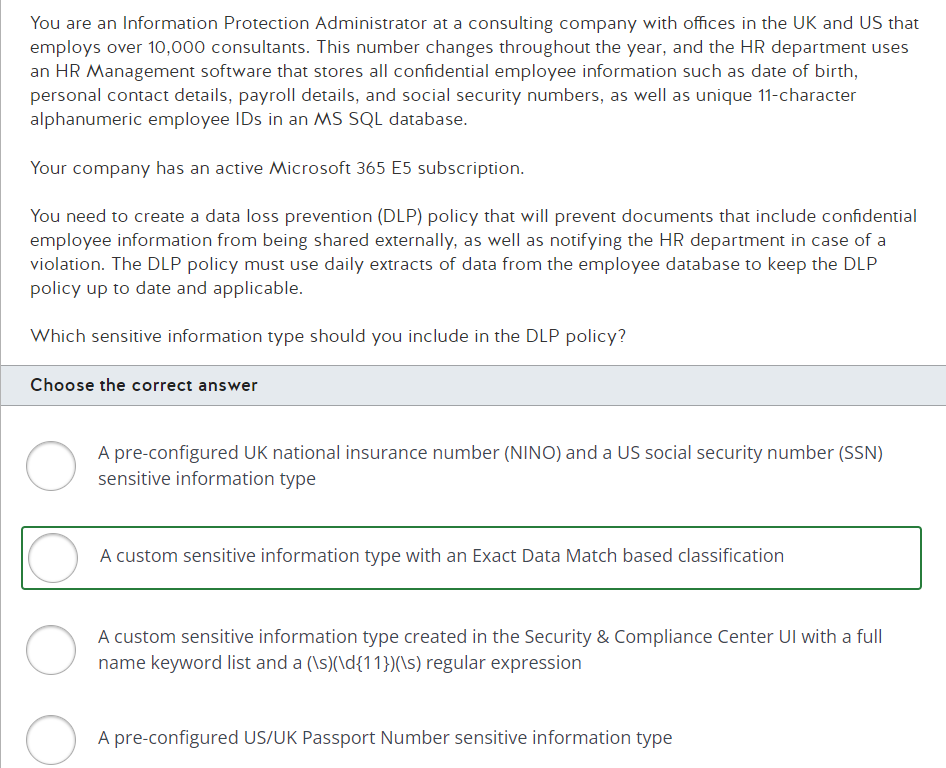 You are an Information Protection Administrator at a consulting company with offices in the UK and US that
employs over 10,000 consultants. This number changes throughout the year, and the HR department uses
an HR Management software that stores all confidential employee information such as date of birth,
personal contact details, payroll details, and social security numbers, as well as unique 11-character
alphanumeric employee IDs in an MS SQL database.
Your company has an active Microsoft 365 E5 subscription.
You need to create a data loss prevention (DLP) policy that will prevent documents that include confidential
employee information from being shared externally, as well as notifying the HR department in case of a
violation. The DLP policy must use daily extracts of data from the employee database to keep the DLP
policy up to date and applicable.
Which sensitive information type should you include in the DLP policy?
Choose the correct answer
A pre-configured UK national insurance number (NINO) and a US social security number (SSN)
sensitive information type
A custom sensitive information type with an Exact Data Match based classification
A custom sensitive information type created in the Security & Compliance Center UI with a full
name keyword list and a (\s)(\d{11})(\s) regular expression
A pre-configured US/UK Passport Number sensitive information type